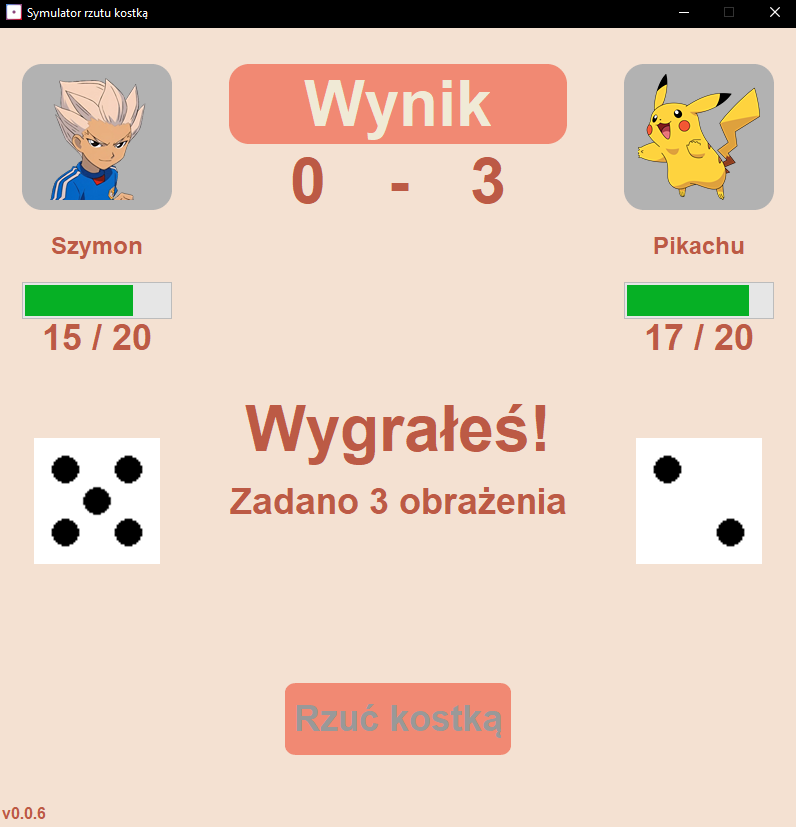 Symulator rzutu kostką
Wynik
0 - 3
Szymon
Pikachu
15 / 20
17 / 20
Wygrałeś!
Zadano 3 obrażenia
Rzuć kostką
v0.0.6